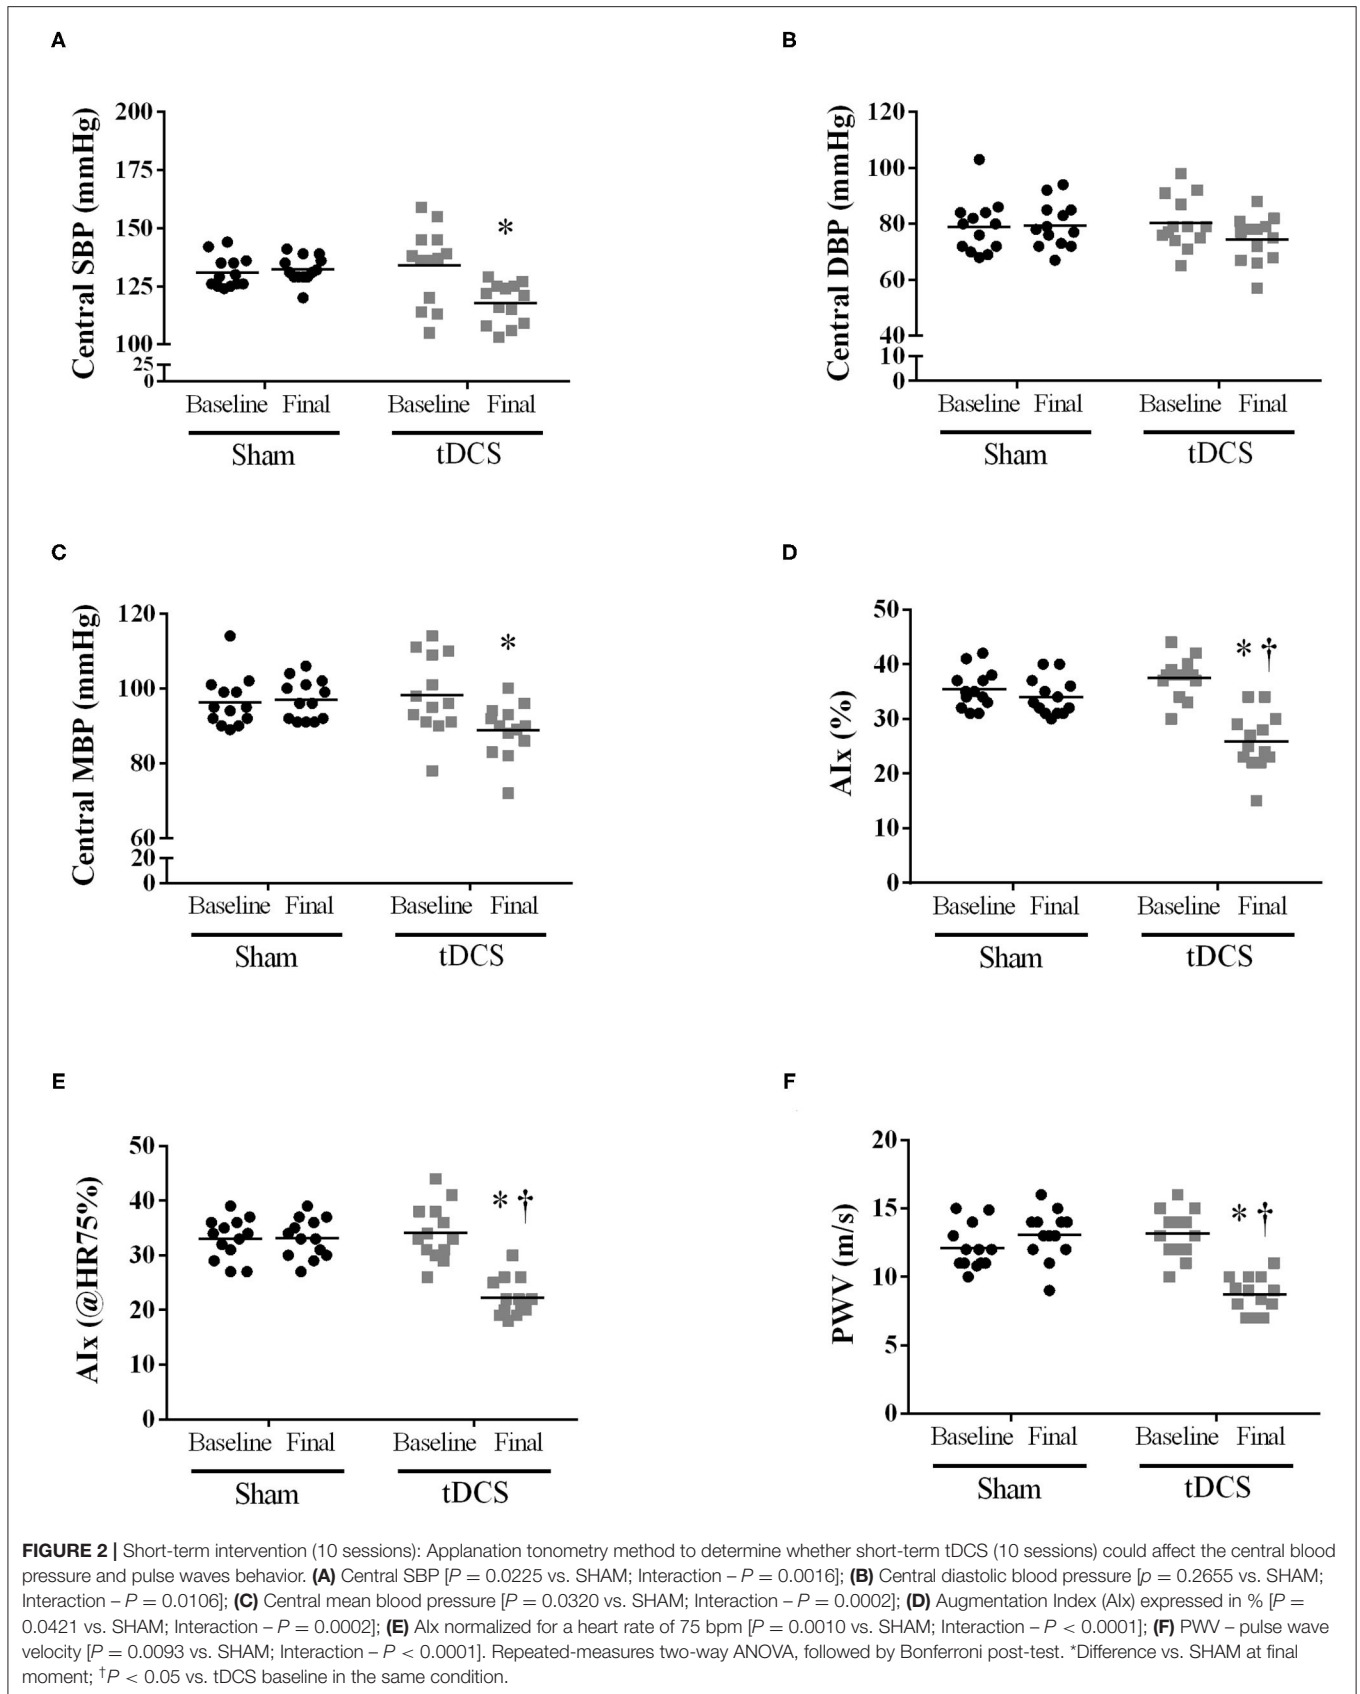 A
Central SBP (mmHg)
200
175
150
125
100
25
0
*
Baseline Final Baseline Final
Sham tDCS
B
Central DBP (mmHg)
120
100
80
60
40
10
0
Baseline Final Baseline Final
Sham tDCS
C
Central MBP (mmHg)
120
100
80
60
20
0
*
Baseline Final Baseline Final
Sham tDCS
D
AIx (%)
50
40
30
20
10
0
* †
Baseline Final Baseline Final
Sham tDCS
E
AIx (@HR75%)
50
40
30
20
10
0
* †
Baseline Final Baseline Final
Sham tDCS
F
PWV (m/s)
20
15
10
5
0
* †
Baseline Final Baseline Final
Sham tDCS
FIGURE 2 | Short-term intervention (10 sessions): Applanation tonometry method to determine whether short-term tDCS (10 sessions) could affect the central blood
pressure and pulse waves behavior. (A) Central SBP [P = 0.0225 vs. SHAM; Interaction – P = 0.0016]; (B) Central diastolic blood pressure [p = 0.2655 vs. SHAM;
Interaction – P = 0.0106]; (C) Central mean blood pressure [P = 0.0320 vs. SHAM; Interaction – P = 0.0002]; (D) Augmentation Index (AIx) expressed in % [P =
0.0421 vs. SHAM; Interaction – P = 0.0002]; (E) AIx normalized for a heart rate of 75 bpm [P = 0.0010 vs. SHAM; Interaction – P < 0.0001]; (F) PWV – pulse wave
velocity [P = 0.0093 vs. SHAM; Interaction – P < 0.0001]. Repeated-measures two-way ANOVA, followed by Bonferroni post-test. *Difference vs. SHAM at final
moment; †P < 0.05 vs. tDCS baseline in the same condition.